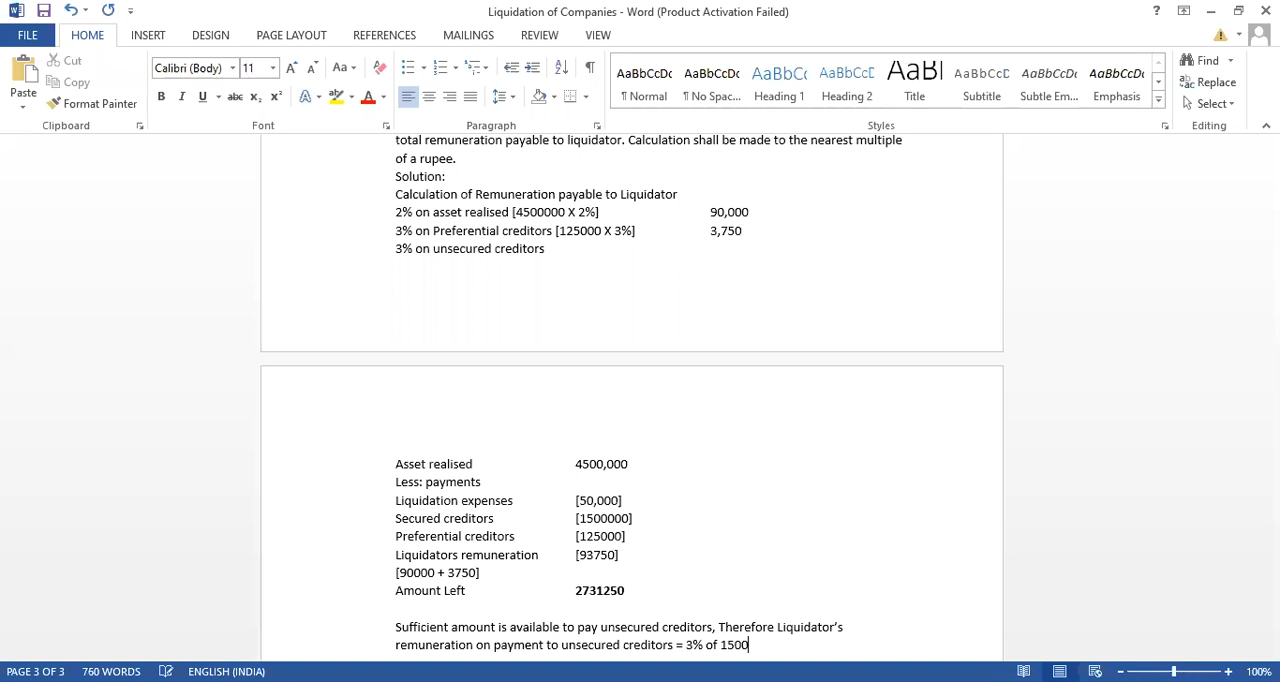 Liquidation of Companies - Word (Product Activation Failed)
FILE HOME INSERT DESIGN PAGE LAYOUT REFERENCES MAILINGS REVIEW VIEW
Cut
Copy
Format Painter
Paste
Clipboard
Calibri (Body) 11
Font
Paragraph
AaBbCcDc AaBbCcDc AaBbCc AaBbCcD AaBl AaBbCcD AaBbCcDc AaBbCcDc
¶ Normal ¶ No Spac... Heading 1 Heading 2 Title Subtitle Subtle Em... Emphasis
Styles
Find
Replace
Select
Editing
total remuneration payable to liquidator. Calculation shall be made to the nearest multiple
of a rupee.
Solution:
Calculation of Remuneration payable to Liquidator
2% on asset realised [4500000 X 2%] 90,000
3% on Preferential creditors [125000 X 3%] 3,750
3% on unsecured creditors
Asset realised 4500,000
Less: payments
Liquidation expenses [50,000]
Secured creditors [1500000]
Preferential creditors [125000]
Liquidators remuneration [93750]
[90000 + 3750]
Amount Left 2731250
Sufficient amount is available to pay unsecured creditors, Therefore Liquidator’s
remuneration on payment to unsecured creditors = 3% of 1500
PAGE 3 OF 3 760 WORDS ENGLISH (INDIA) 100%